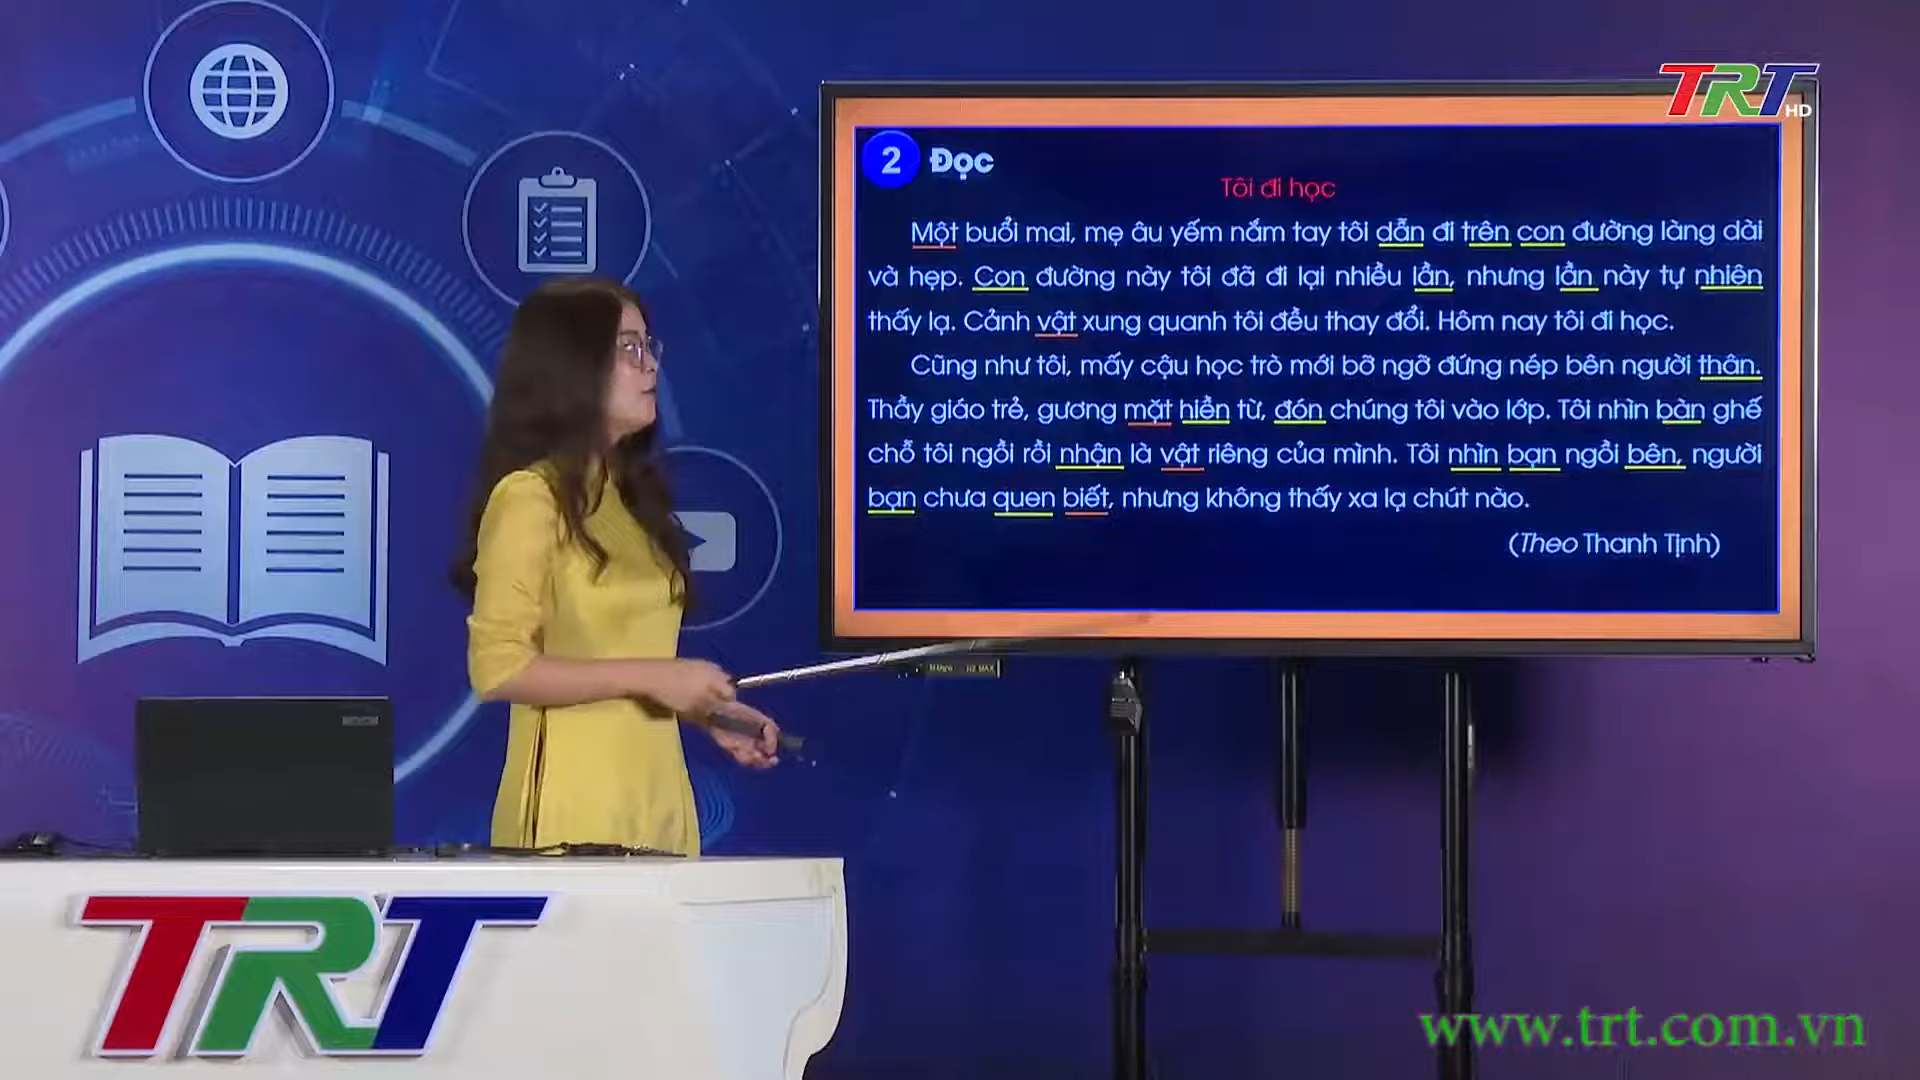 TRT HD
2 Đọc
Tôi đi học
Một buổi mai, mẹ âu yếm nắm tay tôi dẫn đi trên con đường làng dài
và hẹp. Con đường này tôi đã đi lại nhiều lần, nhưng lần này tự nhiên
thấy lạ. Cảnh vật xung quanh tôi đều thay đổi. Hôm nay tôi đi học.
Cũng như tôi, mấy cậu học trò mới bỡ ngỡ đứng nép bên người thân.
Thầy giáo trẻ, gương mặt hiền từ, đón chúng tôi vào lớp. Tôi nhìn bàn ghế
chỗ tôi ngồi rồi nhận là vật riêng của mình. Tôi nhìn bạn ngồi bên, người
bạn chưa quen biết, nhưng không thấy xa lạ chút nào.
(Theo Thanh Tịnh)
TRT
www.trt.com.vn